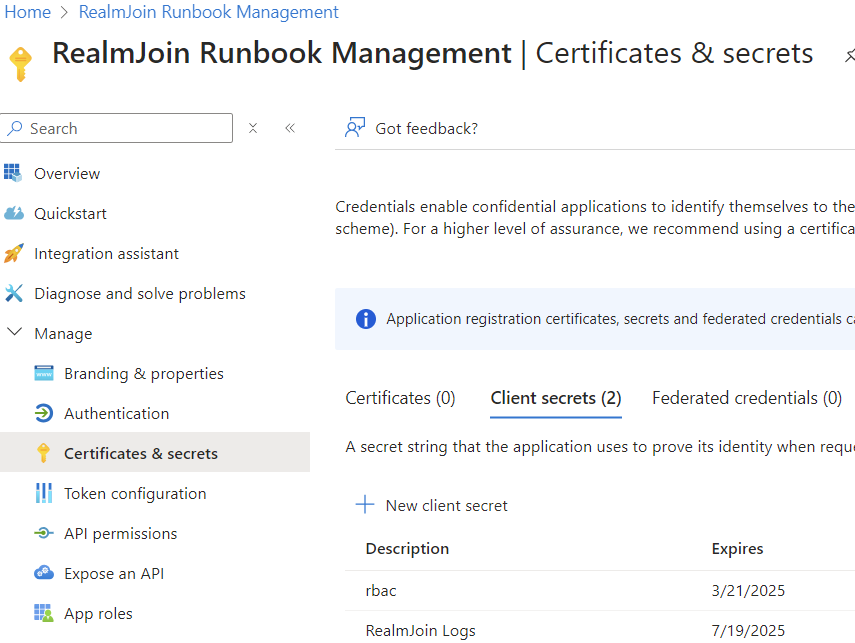 Home > RealmJoin Runbook Management
RealmJoin Runbook Management | Certificates & secrets
Search
Got feedback?
Overview
Quickstart
Integration assistant
Diagnose and solve problems
Manage
Branding & properties
Authentication
Certificates & secrets
Token configuration
API permissions
Expose an API
App roles
Credentials enable confidential applications to identify themselves to the
scheme). For a higher level of assurance, we recommend using a certifica
Application registration certificates, secrets and federated credentials ca
Certificates (0) Client secrets (2) Federated credentials (0)
A secret string that the application uses to prove its identity when reque
New client secret
Description Expires
rbac 3/21/2025
RealmJoin Logs 7/19/2025